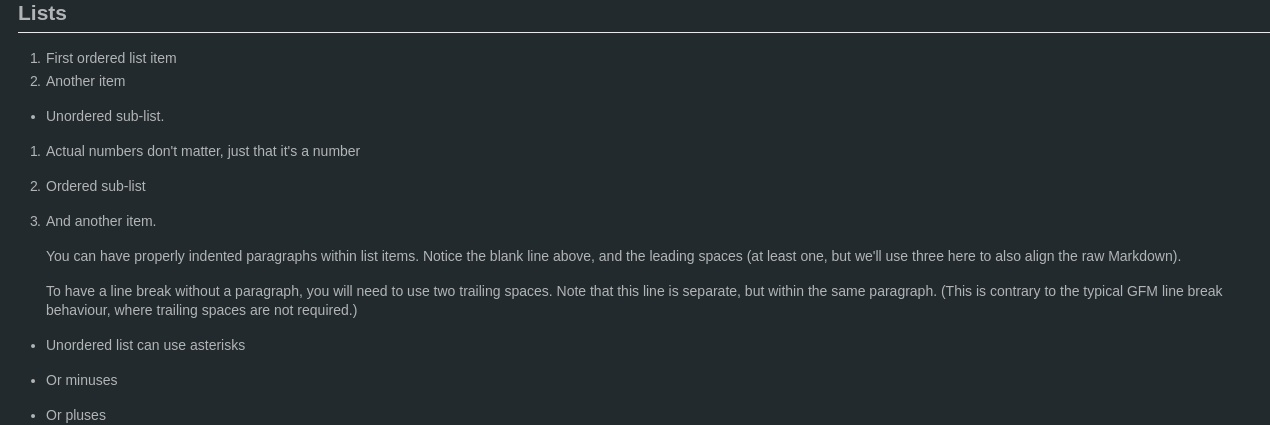 Lists
1. First ordered list item
2. Another item
• Unordered sub-list.
1. Actual numbers don't matter, just that it's a number
2. Ordered sub-list
3. And another item.
You can have properly indented paragraphs within list items. Notice the blank line above, and the leading spaces (at least one, but we'll use three here to also align the raw Markdown).
To have a line break without a paragraph, you will need to use two trailing spaces. Note that this line is separate, but within the same paragraph. (This is contrary to the typical GFM line break
behaviour, where trailing spaces are not required.)
• Unordered list can use asterisks
• Or minuses
• Or pluses